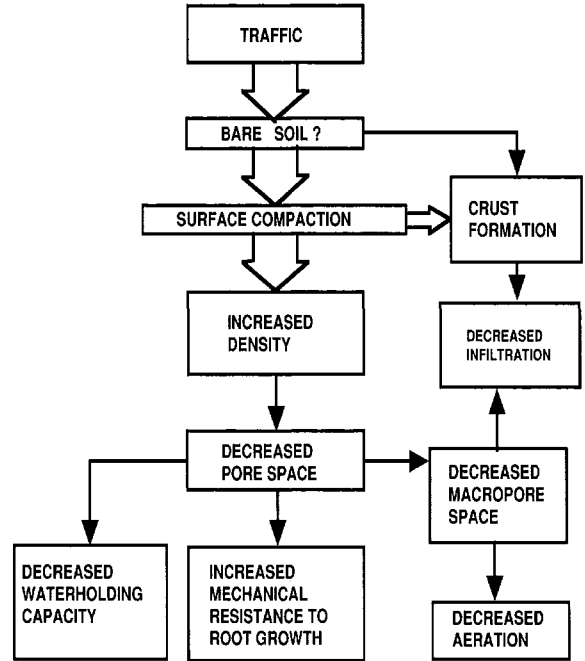 TRAFFIC
BARE SOIL ?
SURFACE COMPACTION
CRUST
FORMATION
INCREASED
DENSITY
DECREASED
INFILTRATION
DECREASED
PORE SPACE
DECREASED
MACROPORE
SPACE
DECREASED
WATERHOLDING
CAPACITY
INCREASED
MECHANICAL
RESISTANCE TO
ROOT GROWTH
DECREASED
AERATION